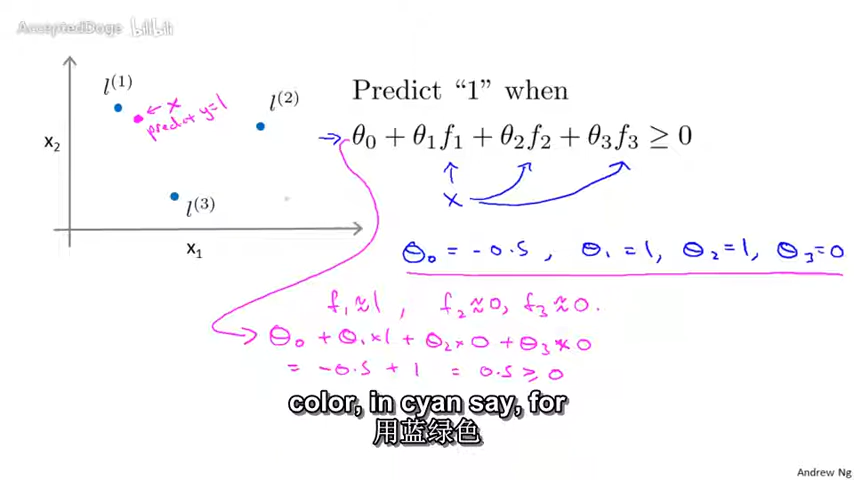 AcceptedDoge bilibili
l^{(1)}
x
predict y=1
l^{(2)}
x₂
l^{(3)}
x₁
Predict “1” when
→ θ₀ + θ₁f₁ + θ₂f₂ + θ₃f₃ ≥ 0
x
θ₀ = -0.5, θ₁ = 1, θ₂ = 1, θ₃ = 0
f₁ ≈ 1, f₂ ≈ 0, f₃ ≈ 0.
θ₀ + θ₁ × 1 + θ₂ × 0 + θ₃ × 0
= -0.5 + 1 = 0.5 ≥ 0
color, in cyan say, for
用蓝绿色
Andrew Ng